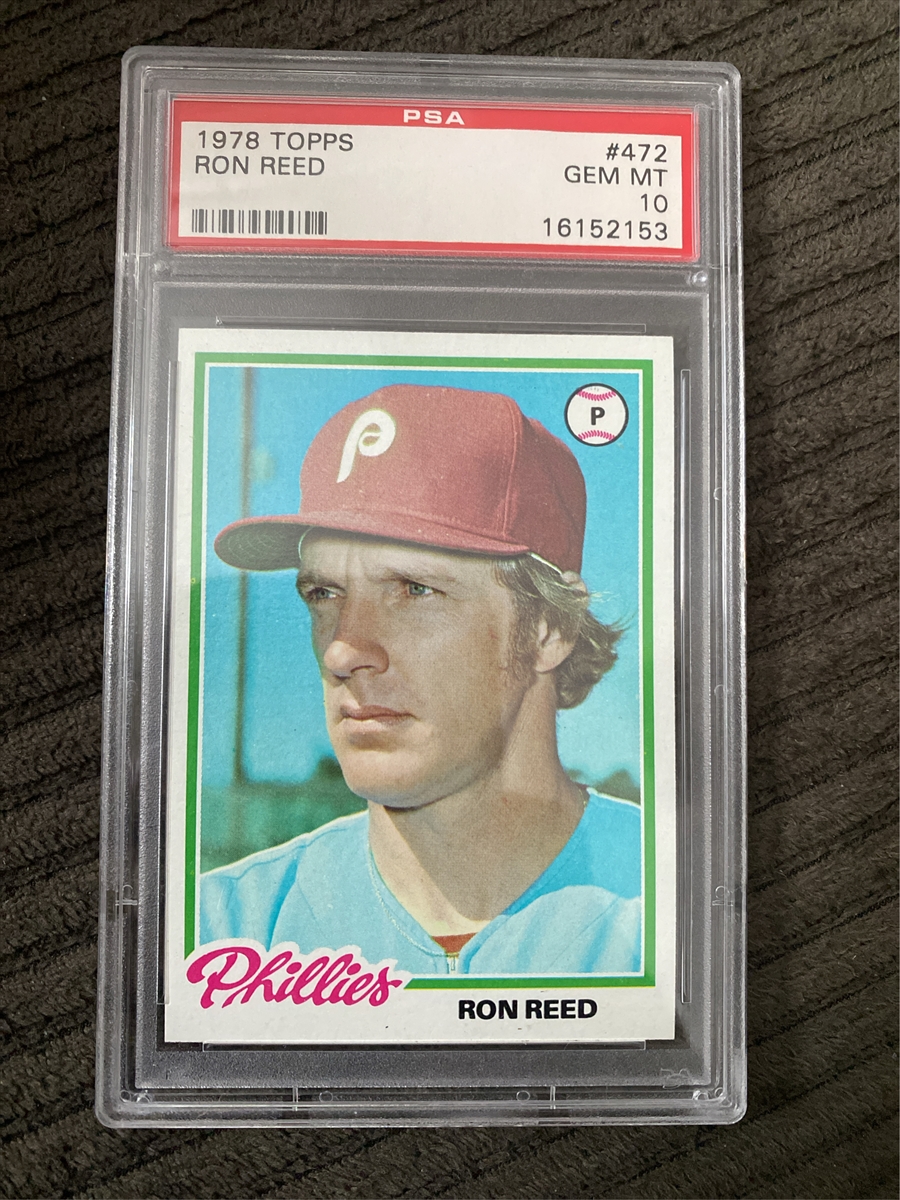 PSA
1978 TOPPS
RON REED
#472
GEM MT
10
16152153
P
P
Phillies
RON REED